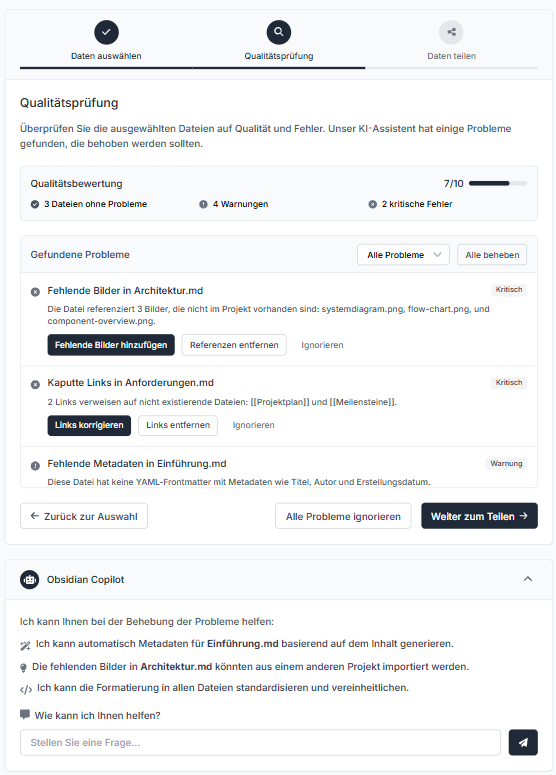 Daten auswählen
Qualitätsprüfung
Daten teilen
Qualitätsprüfung
Überprüfen Sie die ausgewählten Dateien auf Qualität und Fehler. Unser KI-Assistent hat einige Probleme
gefunden, die behoben werden sollten.
Qualitätsbewertung
7/10
3 Dateien ohne Probleme
4 Warnungen
2 kritische Fehler
Gefundene Probleme
Alle Probleme
Alle beheben
Fehlende Bilder in Architektur.md
Kritisch
Die Datei referenziert 3 Bilder, die nicht im Projekt vorhanden sind: systemdiagram.png, flow-chart.png, und
component-overview.png.
Fehlende Bilder hinzufügen
Referenzen entfernen
Ignorieren
Kaputte Links in Anforderungen.md
Kritisch
2 Links verweisen auf nicht existierende Dateien: [[Projektplan]] und [[Meilensteine]].
Links korrigieren
Links entfernen
Ignorieren
Fehlende Metadaten in Einführung.md
Warnung
Diese Datei hat keine YAML-Frontmatter mit Metadaten wie Titel, Autor und Erstellungsdatum.
← Zurück zur Auswahl
Alle Probleme ignorieren
Weiter zum Teilen →
Obsidian Copilot
Ich kann Ihnen bei der Behebung der Probleme helfen:
Ich kann automatisch Metadaten für Einführung.md basierend auf dem Inhalt generieren.
Die fehlenden Bilder in Architektur.md könnten aus einem anderen Projekt importiert werden.
Ich kann die Formatierung in allen Dateien standardisieren und vereinheitlichen.
Wie kann ich Ihnen helfen?
Stellen Sie eine Frage...